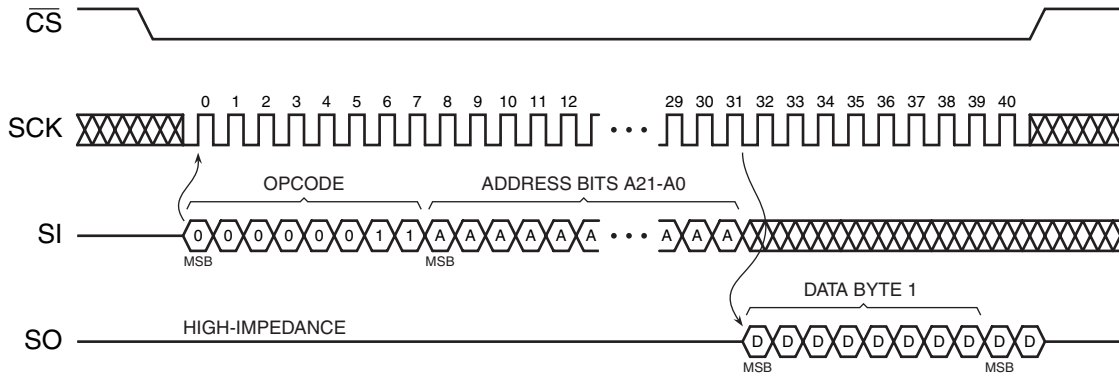 CS
0 1 2 3 4 5 6 7 8 9 10 11 12 29 30 31 32 33 34 35 36 37 38 39 40
SCK
OPCODE ADDRESS BITS A21-A0
SI 0 0 0 0 0 0 1 1 A A A A A A A A A
MSB MSB
DATA BYTE 1
HIGH-IMPEDANCE
SO D D D D D D D D D D
MSB MSB